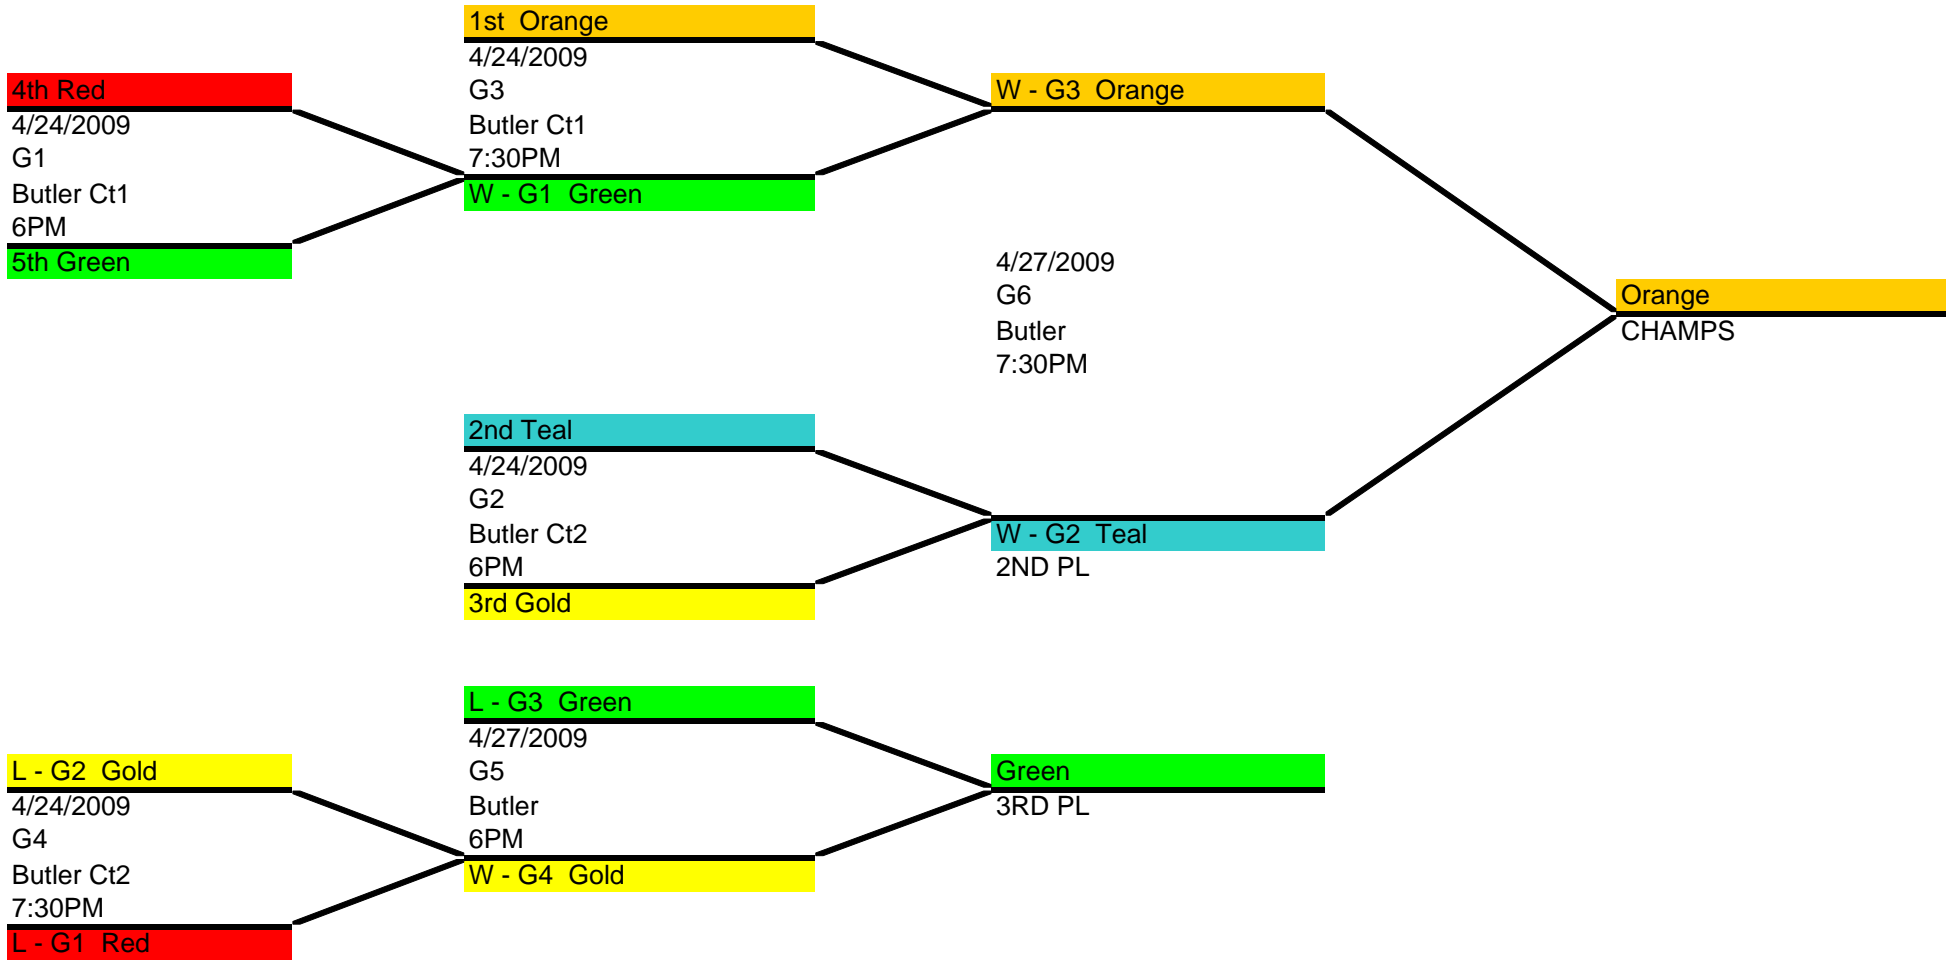 1st  Orange
4/24/2009
G3
Butler Ct1
7:30PM
W - G1  Green
4th Red
4/24/2009
G1
Butler Ct1
6PM
5th Green
W - G3  Orange
4/27/2009
G6
Butler
7:30PM
Orange
CHAMPS
2nd Teal
4/24/2009
G2
Butler Ct2
6PM
3rd Gold
W - G2  Teal
2ND PL
L - G3  Green
4/27/2009
G5
Butler
6PM
W - G4  Gold
L - G2  Gold
4/24/2009
G4
Butler Ct2
7:30PM
L - G1  Red
Green
3RD PL